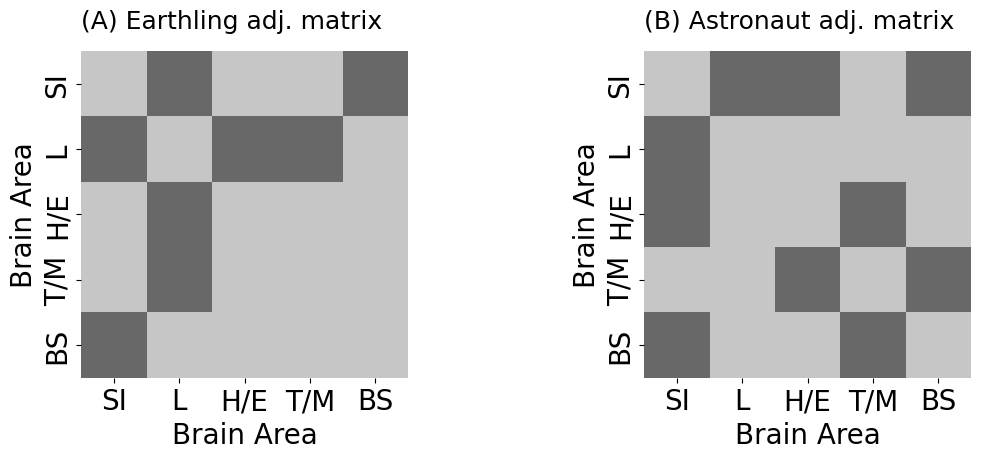 (A) Earthling adj. matrix
Brain Area
SI
L
H/E
T/M
BS
SI L H/E T/M BS
Brain Area
(B) Astronaut adj. matrix
Brain Area
SI
L
H/E
T/M
BS
SI L H/E T/M BS
Brain Area